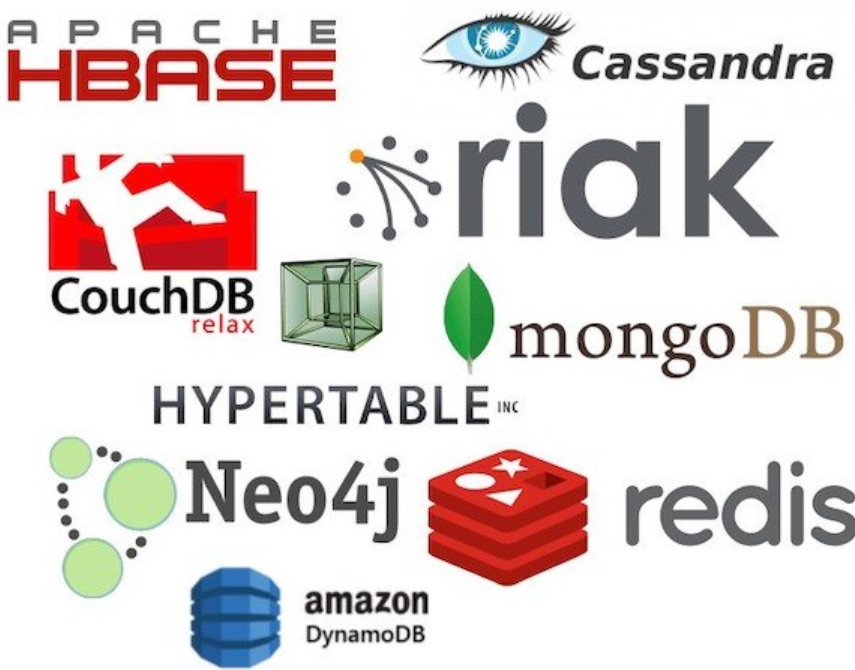 APACHE
HBASE
Cassandra
riak
CouchDB
relax
mongoDB
HYPERTABLE INC
Neo4j
redis
amazon
DynamoDB